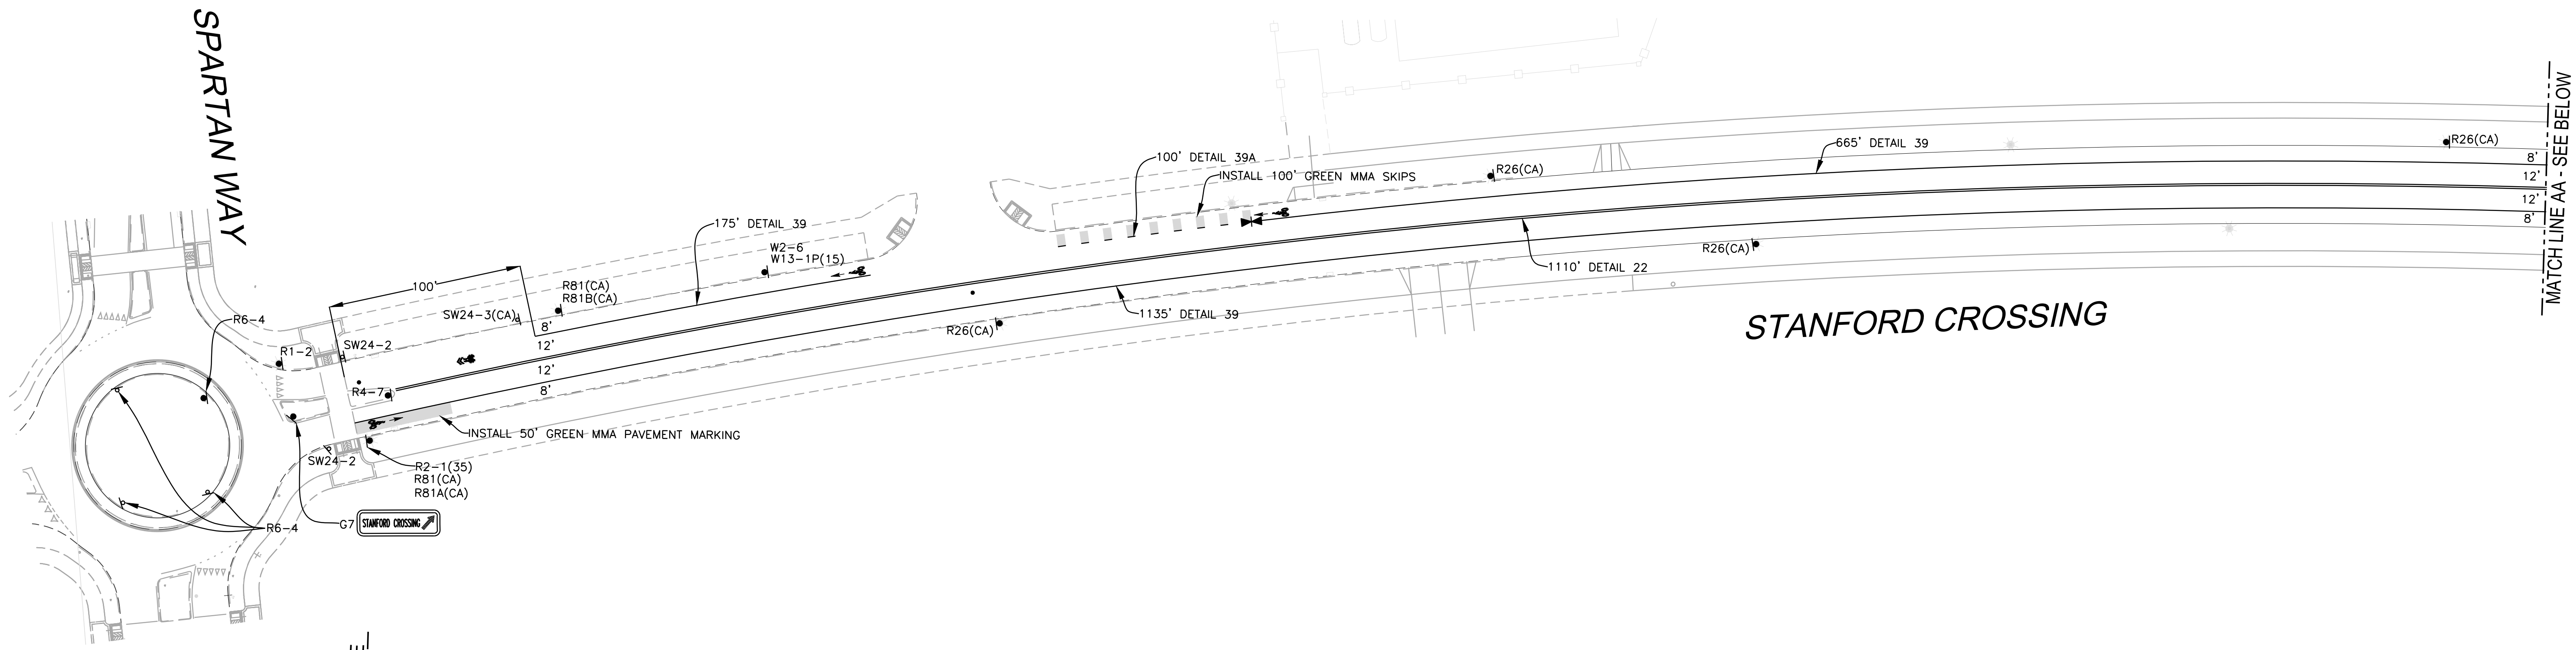 SPARTAN WAY
R6-4
R1-2
SW24-2
R4-7
100'
SW24-3(CA)
R81(CA)
R81B(CA)
175' DETAIL 39
W2-6
W13-1P(15)
8'
12'
12'
8'
INSTALL 50' GREEN MMA PAVEMENT MARKING
SW24-2
R2-1(35)
R81(CA)
R81A(CA)
R6-4
G7
STANFORD CROSSING
100' DETAIL 39A
INSTALL 100' GREEN MMA SKIPS
R26(CA)
R26(CA)
1135' DETAIL 39
1110' DETAIL 22
665' DETAIL 39
R26(CA)
R26(CA)
STANFORD CROSSING
8'
12'
12'
8'
MATCH LINE AA - SEE BELOW